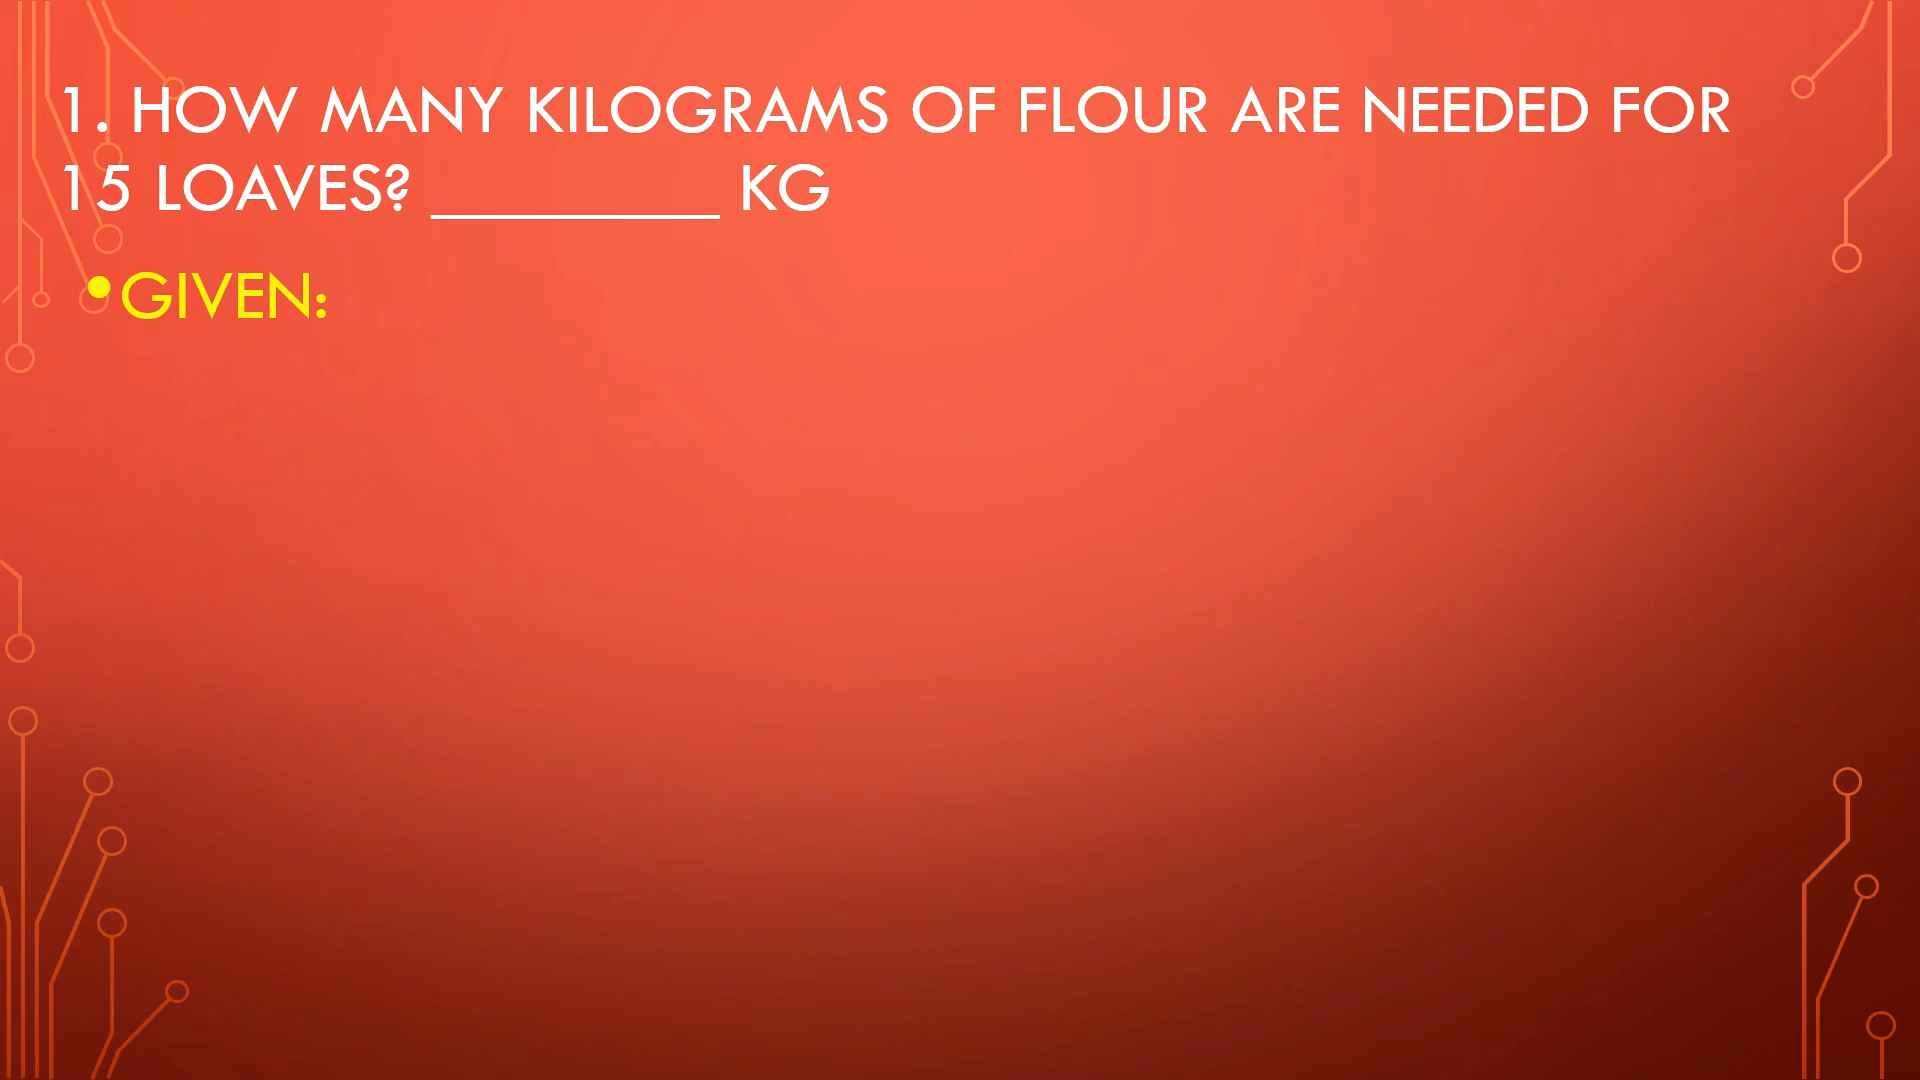 1. HOW MANY KILOGRAMS OF FLOUR ARE NEEDED FOR
15 LOAVES? _________ KG
•GIVEN: